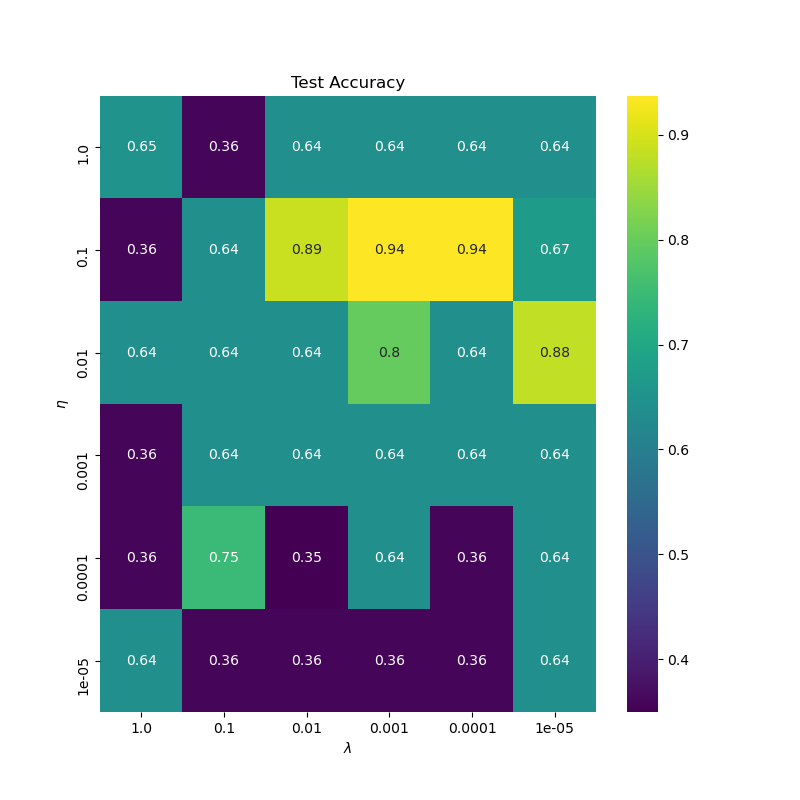 Test Accuracy
1.0 0.65 0.36 0.64 0.64 0.64 0.64
0.1 0.36 0.64 0.89 0.94 0.94 0.67
0.01 0.64 0.64 0.64 0.8 0.64 0.88
η
0.001 0.36 0.64 0.64 0.64 0.64 0.64
0.0001 0.36 0.75 0.35 0.64 0.36 0.64
1e-05 0.64 0.36 0.36 0.36 0.36 0.64
1.0 0.1 0.01 0.001 0.0001 1e-05
λ
0.9
0.8
0.7
0.6
0.5
0.4